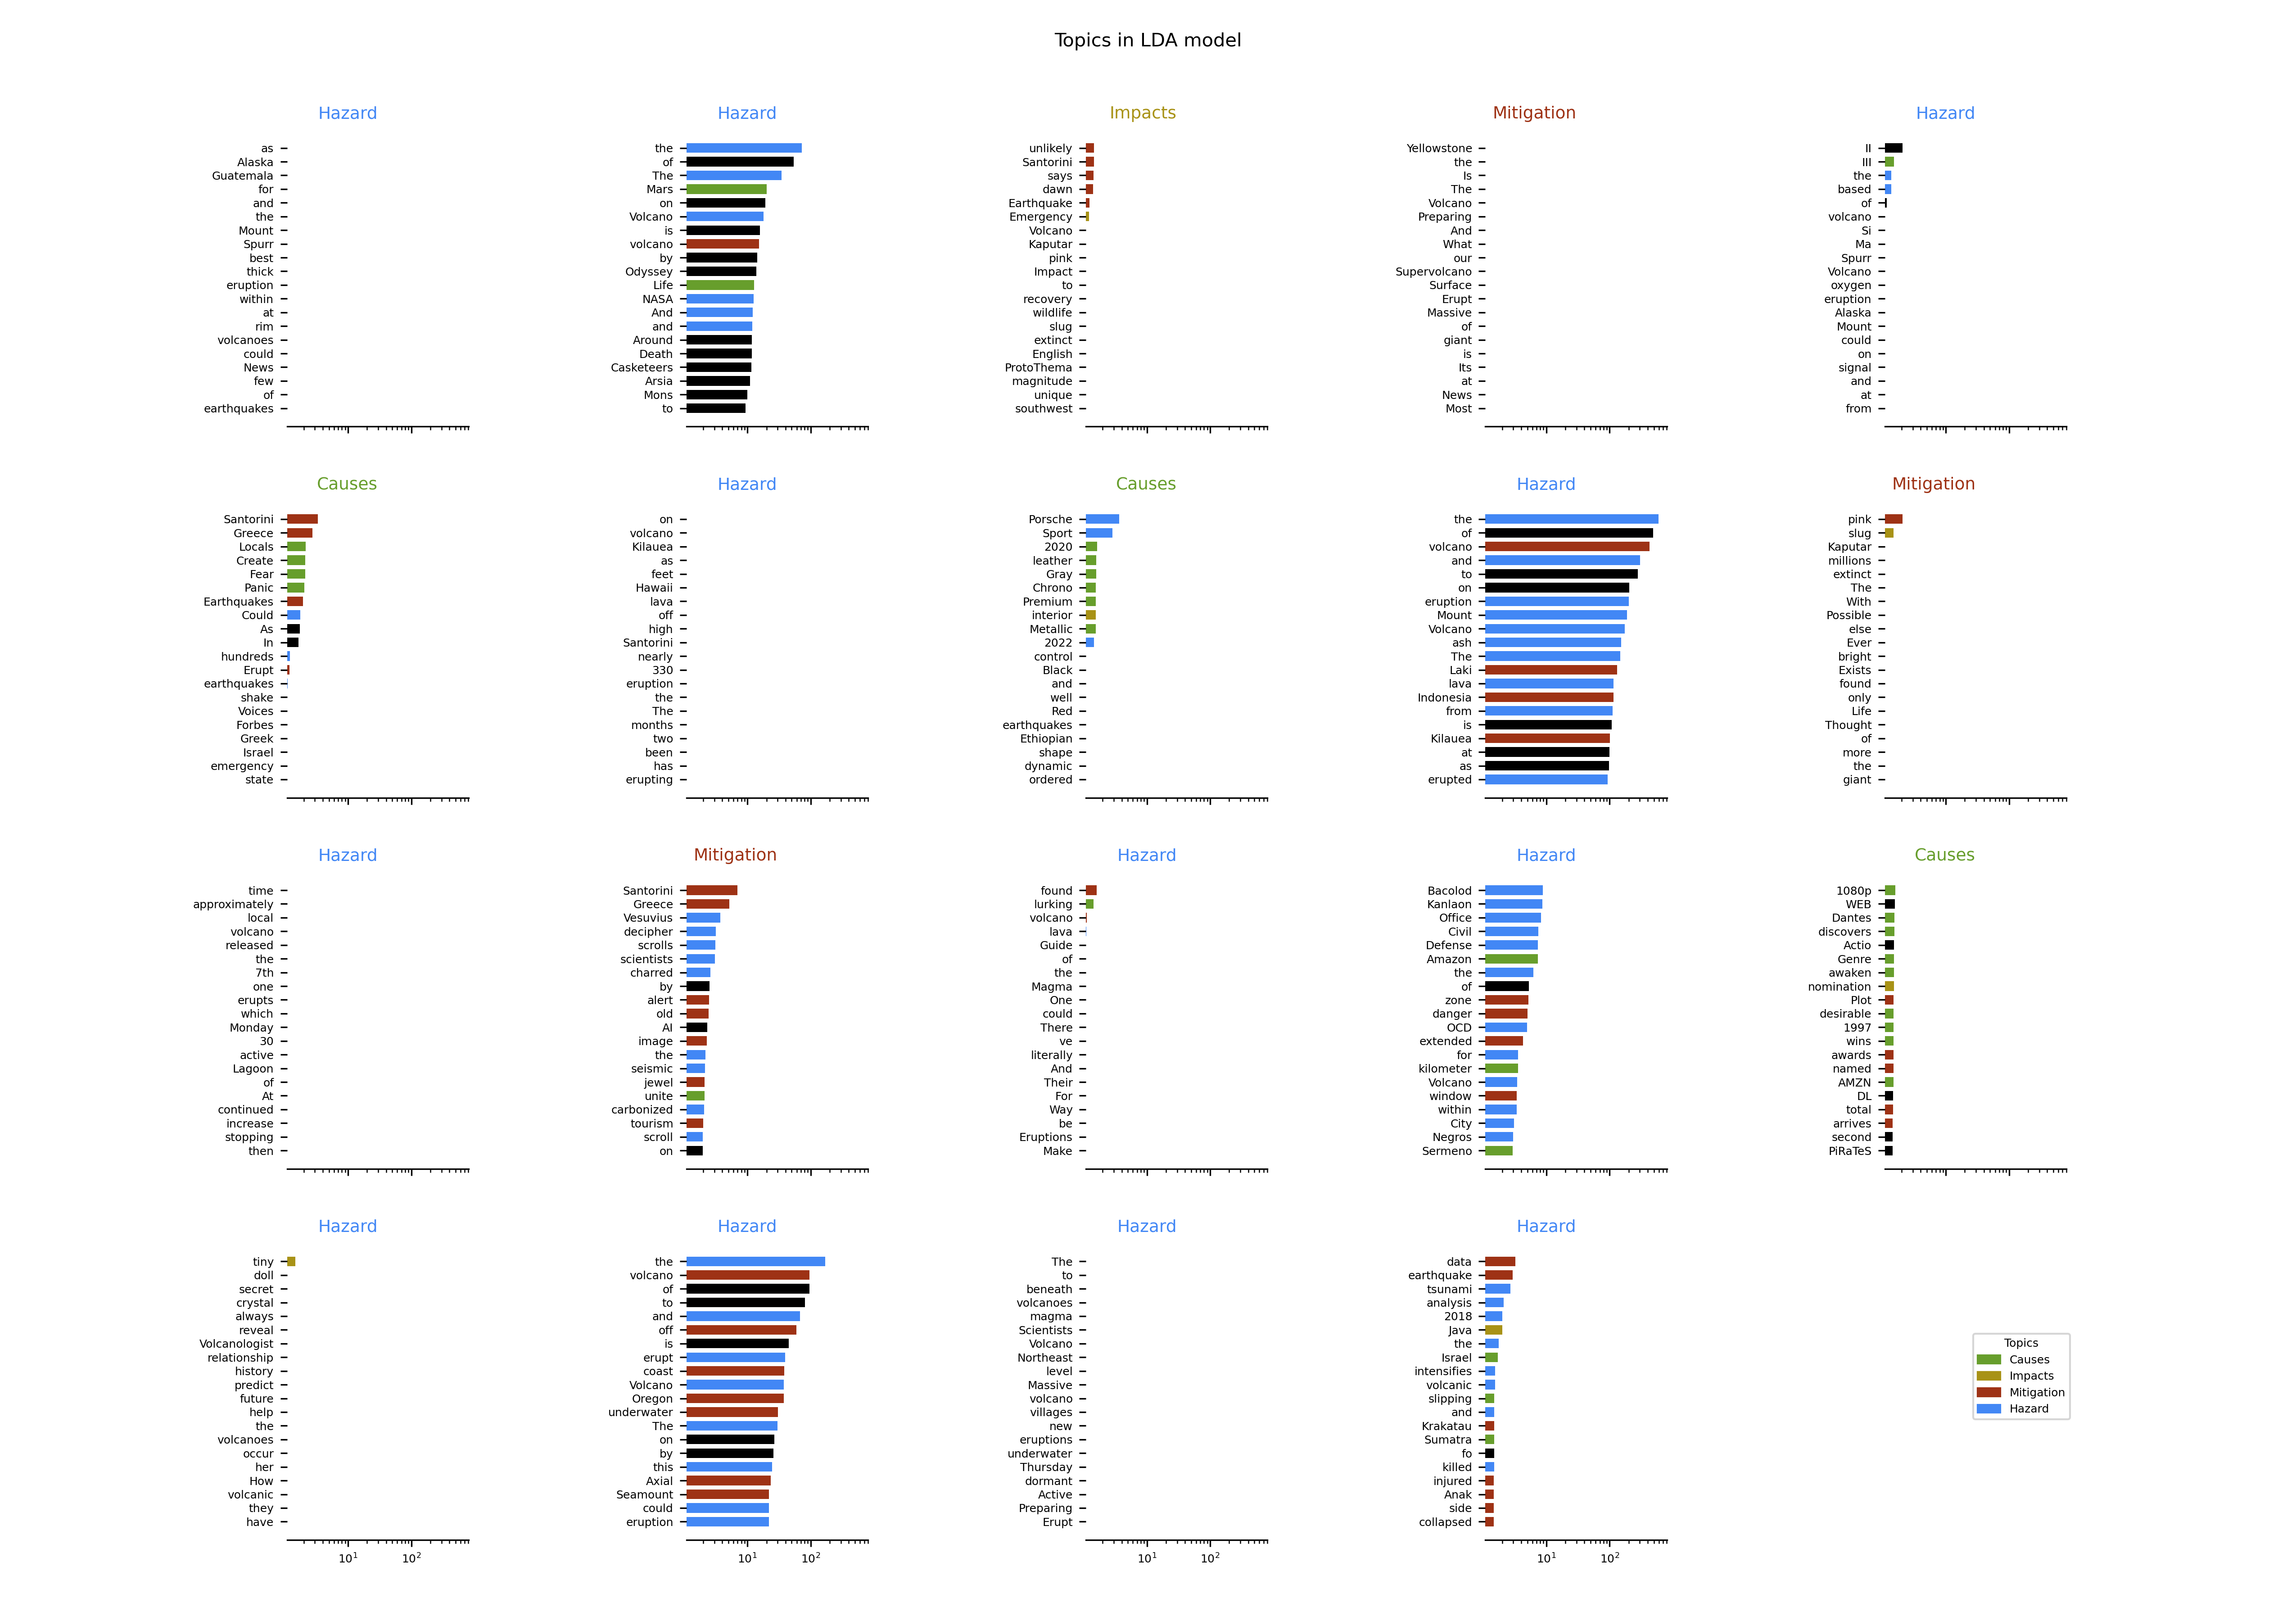 Topics in LDA model
Hazard
as
Alaska
Guatemala
for
and
the
Mount
Spurr
best
thick
eruption
within
at
rim
volcanoes
could
News
few
of
earthquakes
Hazard
the
of
The
Mars
on
Volcano
is
volcano
by
Odyssey
Life
NASA
And
and
Around
Death
Casketeers
Arsia
Mons
to
Impacts
unlikely
Santorini
says
dawn
Earthquake
Emergency
Volcano
Kaputar
pink
Impact
to
recovery
wildlife
slug
extinct
English
ProtoThema
magnitude
unique
southwest
Mitigation
Yellowstone
the
Is
The
Volcano
Preparing
And
What
our
Supervolcano
Surface
Erupt
Massive
of
giant
is
Its
at
News
Most
Hazard
II
III
the
based
of
volcano
Si
Ma
Spurr
Volcano
oxygen
eruption
Alaska
Mount
could
on
signal
and
at
from
Causes
Santorini
Greece
Locals
Create
Fear
Panic
Earthquakes
Could
As
In
hundreds
Erupt
earthquakes
shake
Voices
Forbes
Greek
Israel
emergency
state
Hazard
on
volcano
Kilauea
as
feet
Hawaii
lava
off
high
Santorini
nearly
330
eruption
the
The
months
two
been
has
erupting
Causes
Porsche
Sport
2020
leather
Gray
Chrono
Premium
interior
Metallic
2022
control
Black
and
well
Red
earthquakes
Ethiopian
shape
dynamic
ordered
Hazard
the
of
volcano
and
to
on
eruption
Mount
Volcano
ash
The
Laki
lava
Indonesia
from
is
Kilauea
at
as
erupted
Mitigation
pink
slug
Kaputar
millions
extinct
The
With
Possible
else
Ever
bright
Exists
found
only
Life
Thought
of
more
the
giant
Hazard
time
approximately
local
volcano
released
the
7th
one
erupts
which
Monday
30
active
Lagoon
of
At
continued
increase
stopping
then
Mitigation
Santorini
Greece
Vesuvius
decipher
scrolls
scientists
charred
by
alert
old
AI
image
the
seismic
jewel
unite
carbonized
tourism
scroll
on
Hazard
found
lurking
volcano
lava
Guide
of
the
Magma
One
could
There
ve
literally
And
Their
For
Way
be
Eruptions
Make
Hazard
Bacolod
Kanlaon
Office
Civil
Defense
Amazon
the
of
zone
danger
OCD
extended
for
kilometer
Volcano
window
within
City
Negros
Sermeno
Causes
1080p
WEB
Dantes
discovers
Actio
Genre
awaken
nomination
Plot
desirable
1997
wins
awards
named
AMZN
DL
total
arrives
second
PiRaTeS
Hazard
tiny
doll
secret
crystal
always
reveal
Volcanologist
relationship
history
predict
future
help
the
volcanoes
occur
her
How
volcanic
they
have
10¹ 10²
Hazard
the
volcano
of
to
and
off
is
erupt
coast
Volcano
Oregon
underwater
The
on
by
this
Axial
Seamount
could
eruption
10¹ 10²
Hazard
The
to
beneath
volcanoes
magma
Scientists
Volcano
Northeast
level
Massive
volcano
villages
new
eruptions
underwater
Thursday
dormant
Active
Preparing
Erupt
10¹ 10²
Hazard
data
earthquake
tsunami
analysis
2018
Java
the
Israel
intensifies
volcanic
slipping
and
Krakatau
Sumatra
fo
killed
injured
Anak
side
collapsed
10¹ 10²
Topics
Causes
Impacts
Mitigation
Hazard